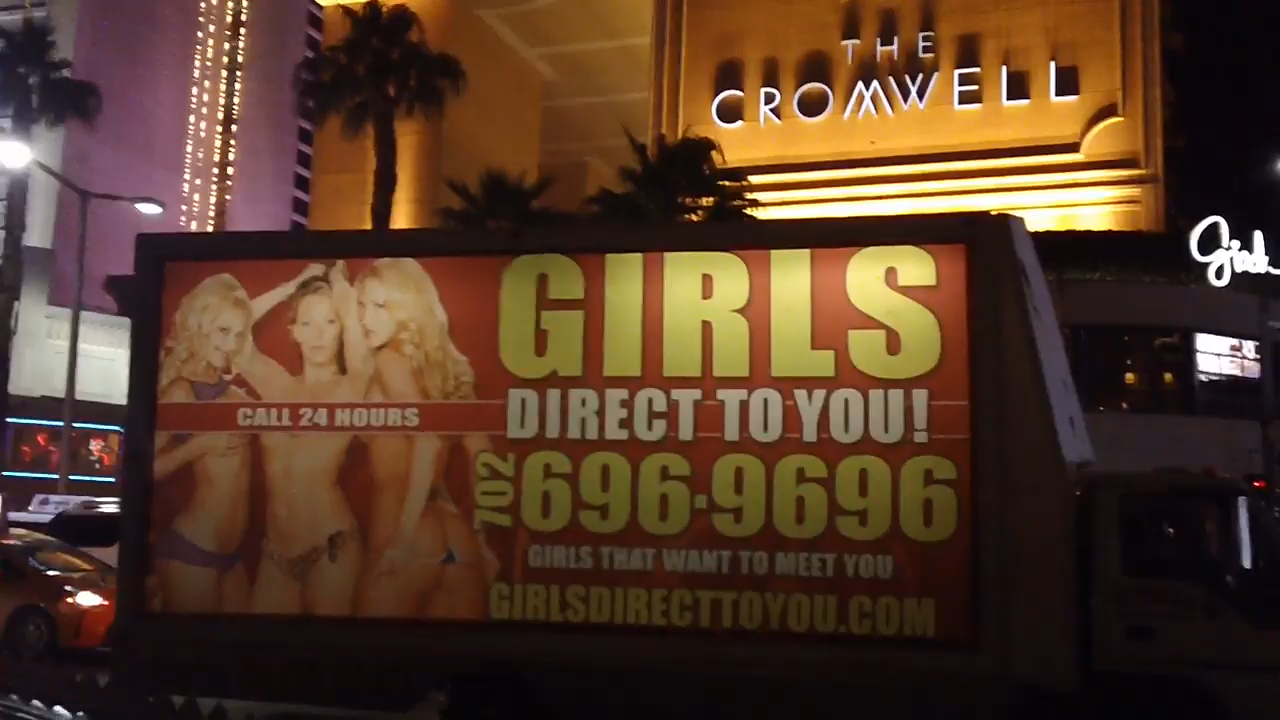 THE
CROMWELL
GIRLS
DIRECT TO YOU!
CALL 24 HOURS
702
696-9696
GIRLS THAT WANT TO MEET YOU
GIRLSDIRECTTOYOU.COM